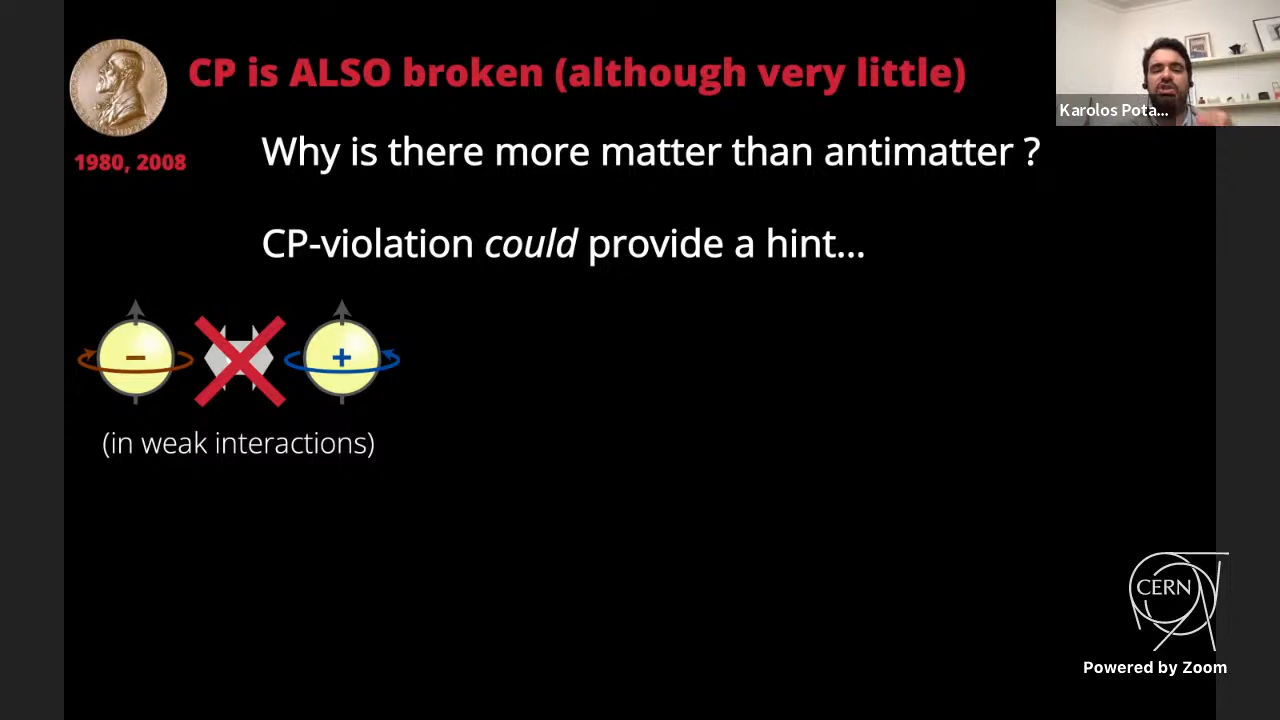 CP is ALSO broken (although very little)
1980, 2008
Why is there more matter than antimatter ?
CP-violation could provide a hint...
−
+
(in weak interactions)
Karolos Pota...
CERN
Powered by Zoom